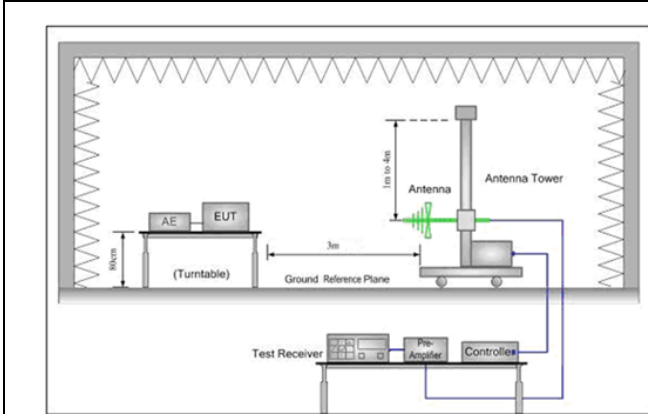 1m to 4m
Antenna
Antenna Tower
AE
EUT
80cm
(Turntable)
3m
Ground Reference Plane
Test Receiver
Pre-
Amplifier
Controller